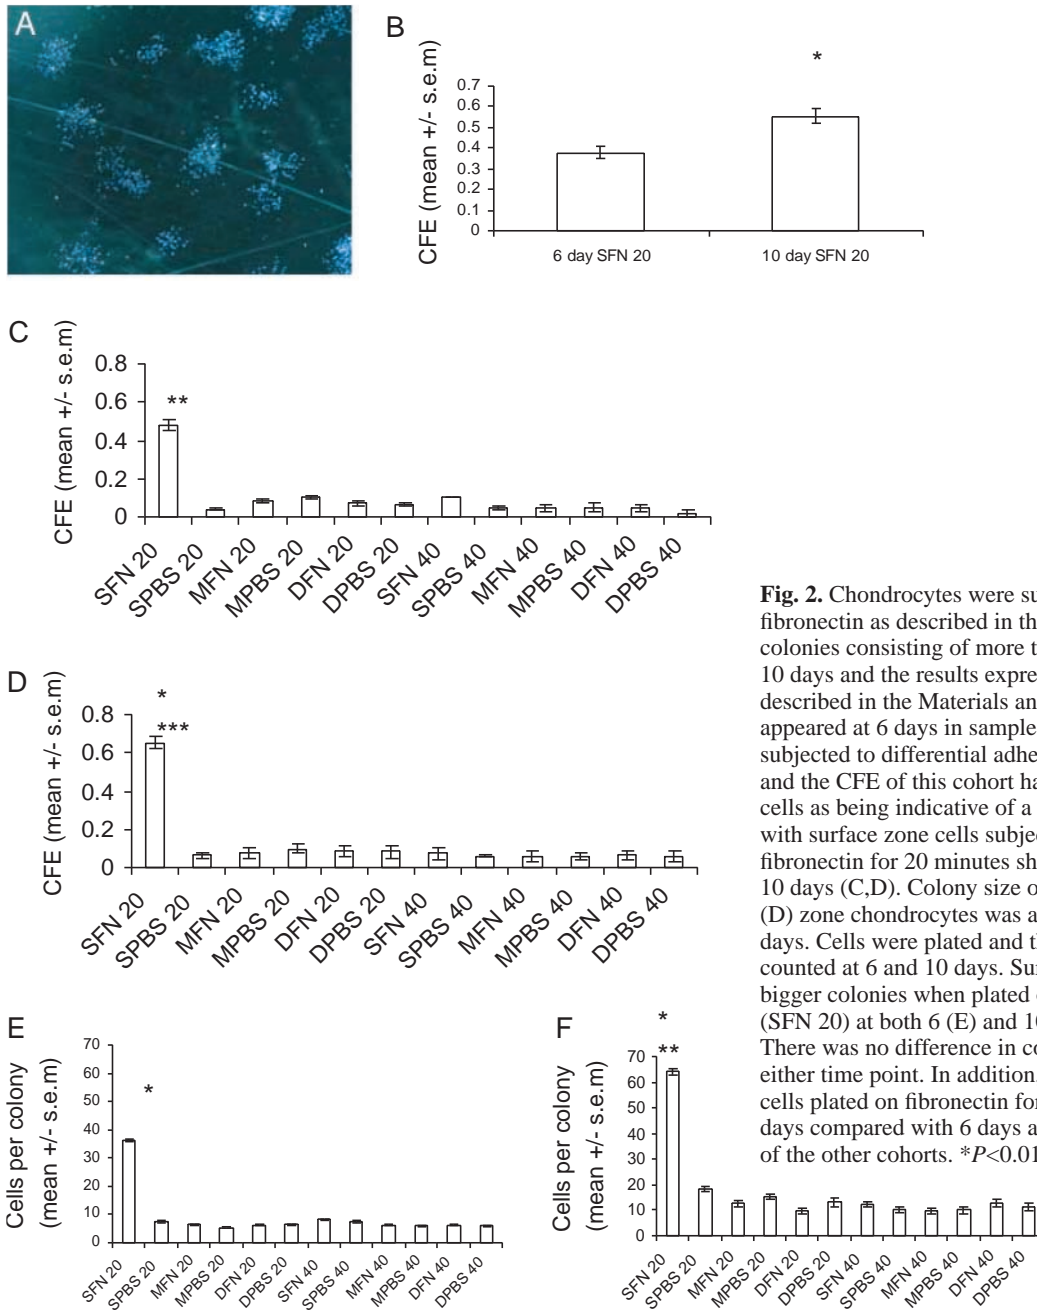 A
B
CFE (mean +/- s.e.m)
*
0.7
0.6
0.5
0.4
0.3
0.2
0.1
0
6 day SFN 20
10 day SFN 20
C
CFE (mean +/- s.e.m)
0.8
0.6
0.4
0.2
0
**
SFN 20
SPBS 20
MFN 20
MPBS 20
DFN 20
DPBS 20
SFN 40
SPBS 40
MFN 40
MPBS 40
DFN 40
DPBS 40
D
CFE (mean +/- s.e.m)
*
***
0.8
0.6
0.4
0.2
0
SFN 20
SPBS 20
MFN 20
MPBS 20
DFN 20
DPBS 20
SFN 40
SPBS 40
MFN 40
MPBS 40
DFN 40
DPBS 40
Fig. 2. Chondrocytes were su
fibronectin as described in th
colonies consisting of more t
10 days and the results expre
described in the Materials an
appeared at 6 days in sample
subjected to differential adhe
and the CFE of this cohort ha
cells as being indicative of a
with surface zone cells subje
fibronectin for 20 minutes sh
10 days (C,D). Colony size o
(D) zone chondrocytes was a
days. Cells were plated and th
counted at 6 and 10 days. Sur
bigger colonies when plated
(SFN 20) at both 6 (E) and 10
There was no difference in co
either time point. In addition,
cells plated on fibronectin for
days compared with 6 days a
of the other cohorts. *P<0.01
E
Cells per colony
(mean +/- s.e.m)
70
60
50
40
30
20
10
0
*
SFN 20
SPBS 20
MFN 20
MPBS 20
DFN 20
DPBS 20
SFN 40
SPBS 40
MFN 40
MPBS 40
DFN 40
DPBS 40
F
Cells per colony
(mean +/- s.e.m)
*
**
70
60
50
40
30
20
10
0
SFN 20
SPBS 20
MFN 20
MPBS 20
DFN 20
DPBS 20
SFN 40
SPBS 40
MFN 40
MPBS 40
DFN 40
DPBS 40